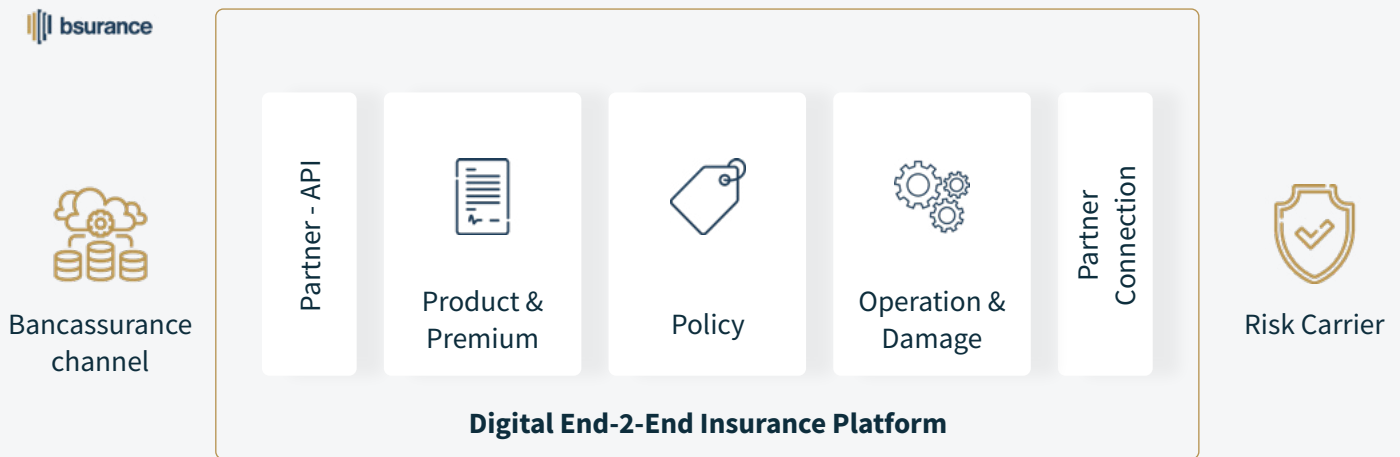 bsurance
Bancassurance
channel
Partner - API
Product &
Premium
Policy
Operation &
Damage
Partner
Connection
Risk Carrier
Digital End-2-End Insurance Platform